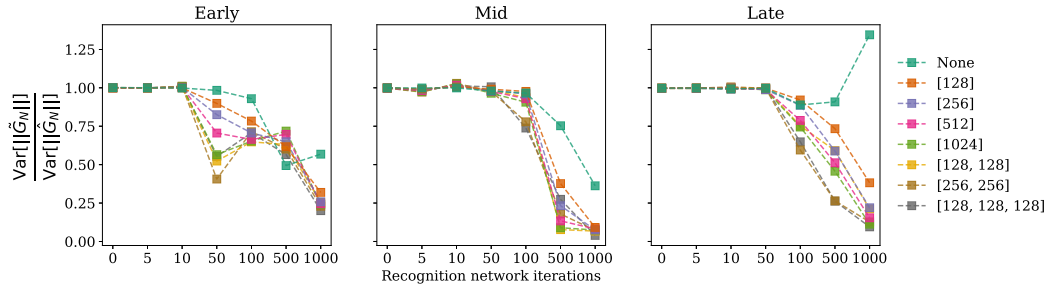 Early
Mid
Late
Var[||G̃_N||]
Var[||Ĝ_N||]
1.25
1.00
0.75
0.50
0.25
0.00
0 5 10 50 100 500 1000
0 5 10 50 100 500 1000
0 5 10 50 100 500 1000
Recognition network iterations
None
[128]
[256]
[512]
[1024]
[128, 128]
[256, 256]
[128, 128, 128]